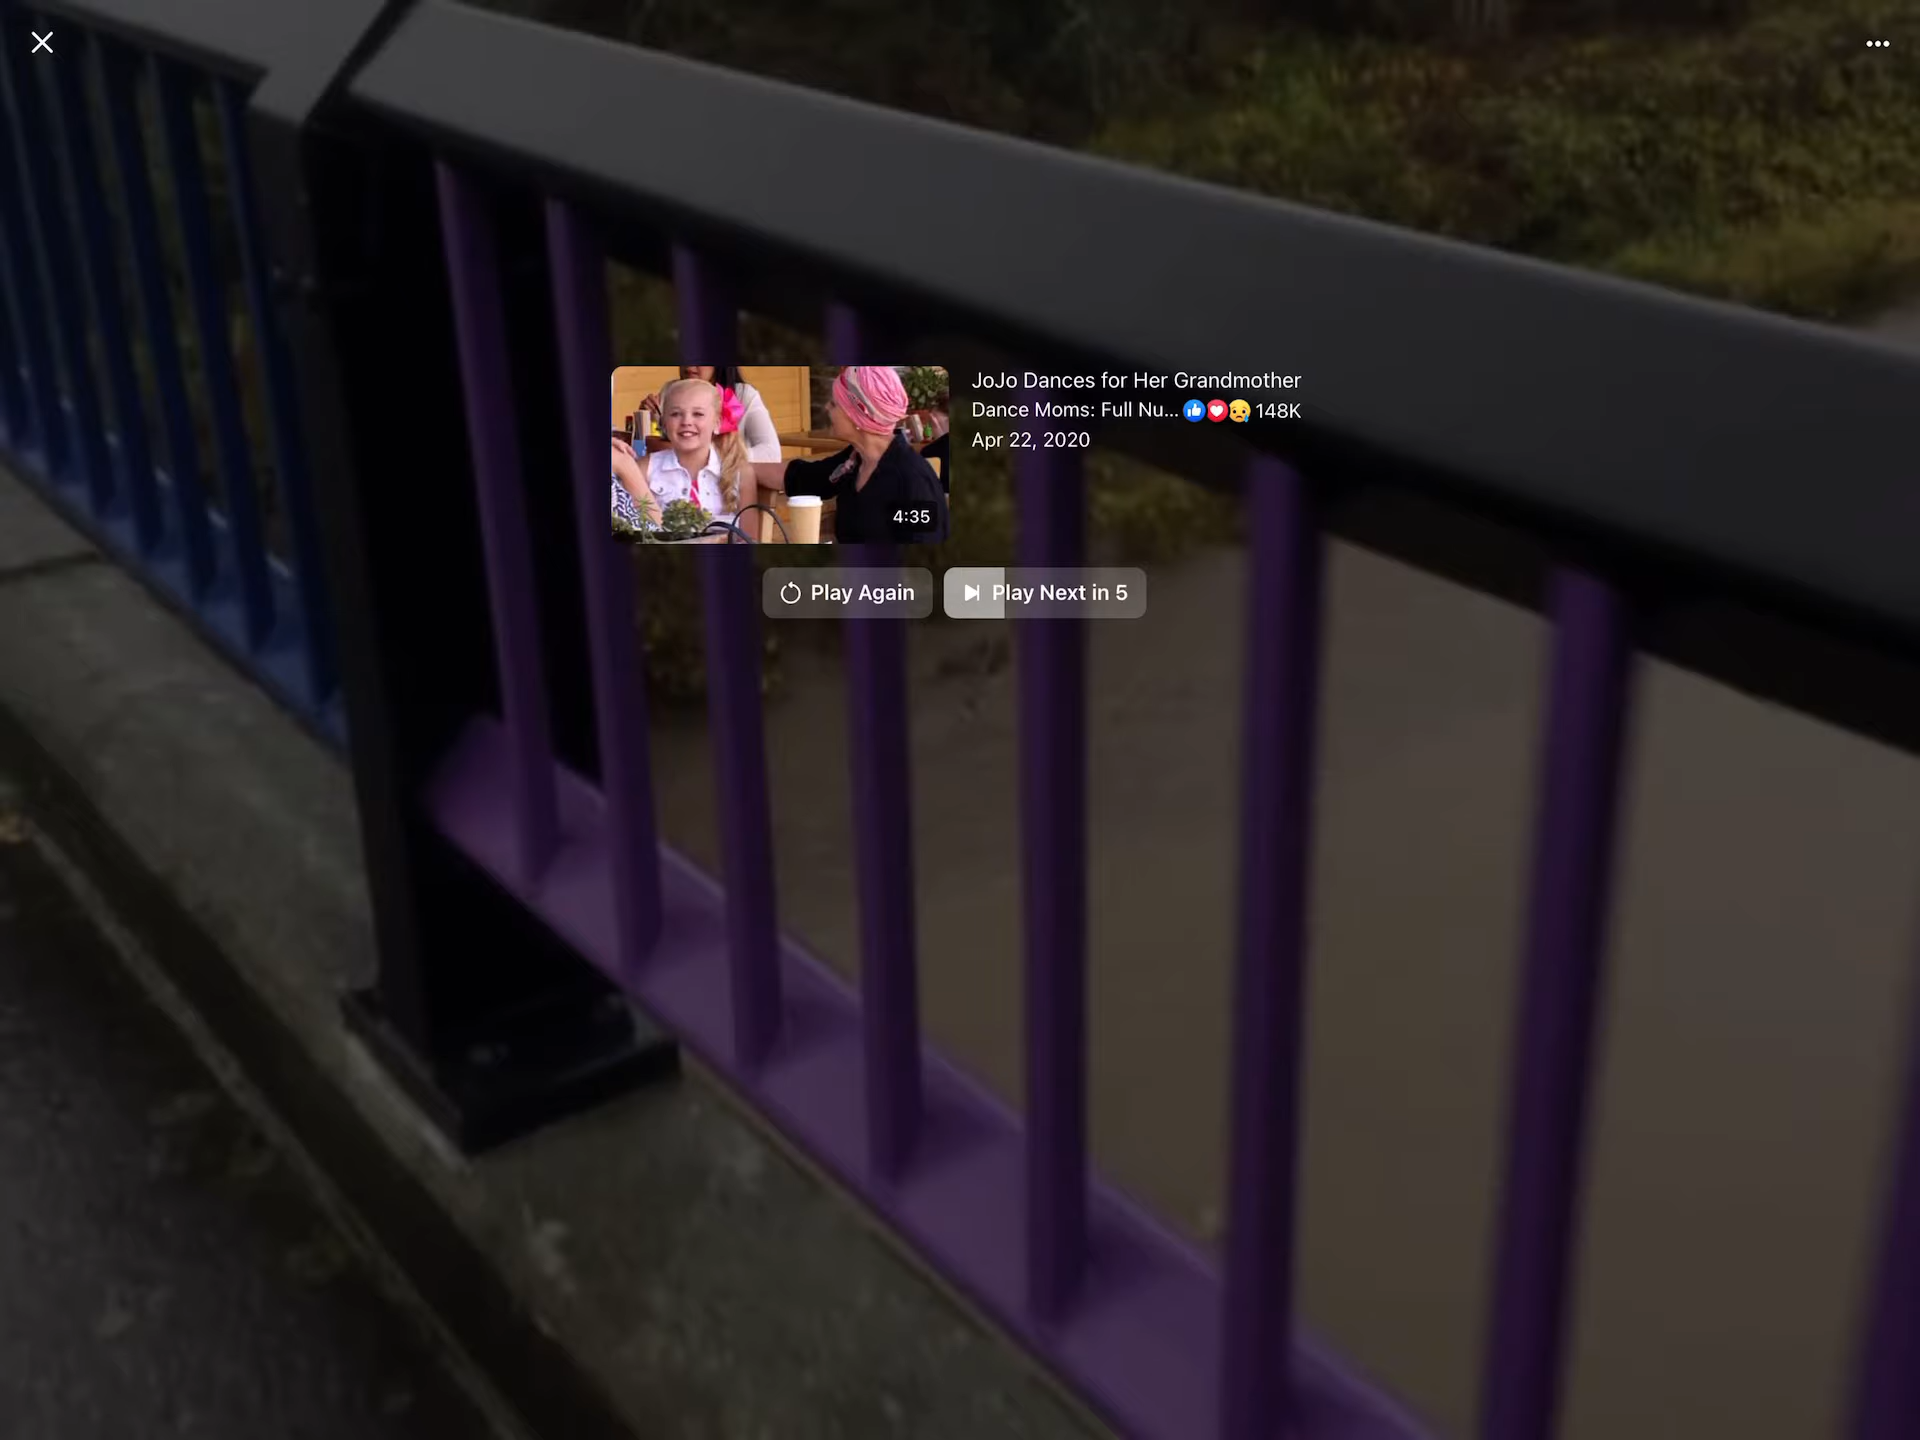 JoJo Dances for Her Grandmother
Dance Moms: Full Nu... 148K
Apr 22, 2020
4:35
Play Again
Play Next in 5